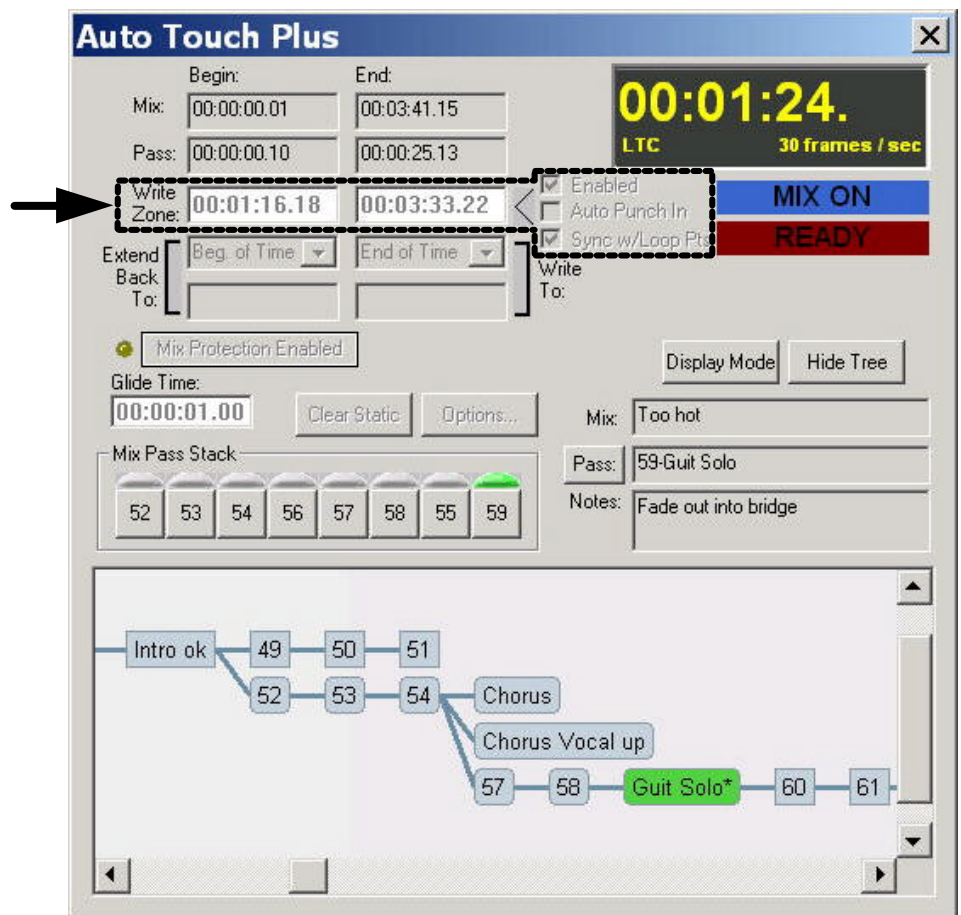 Auto Touch Plus
Begin: End:
Mix: 00:00:00.01 00:03:41.15
00:01:24.
LTC 30 frames / sec
Pass: 00:00:00.10 00:00:25.13
Write Zone: 00:01:16.18 00:03:33.22
Enabled
Auto Punch In
Sync w/Loop Pts
MIX ON
READY
Extend Back To: Beg. of Time End of Time
Write To:
Mix Protection Enabled
Display Mode Hide Tree
Glide Time:
00:00:01.00 Clear Static Options...
Mix: Too hot
Mix Pass Stack
Pass: 59-Guit Solo
52 53 54 56 57 58 55 59
Notes: Fade out into bridge
Intro ok 49 50 51
52 53 54 Chorus
Chorus Vocal up
57 58 Guit Solo* 60 61